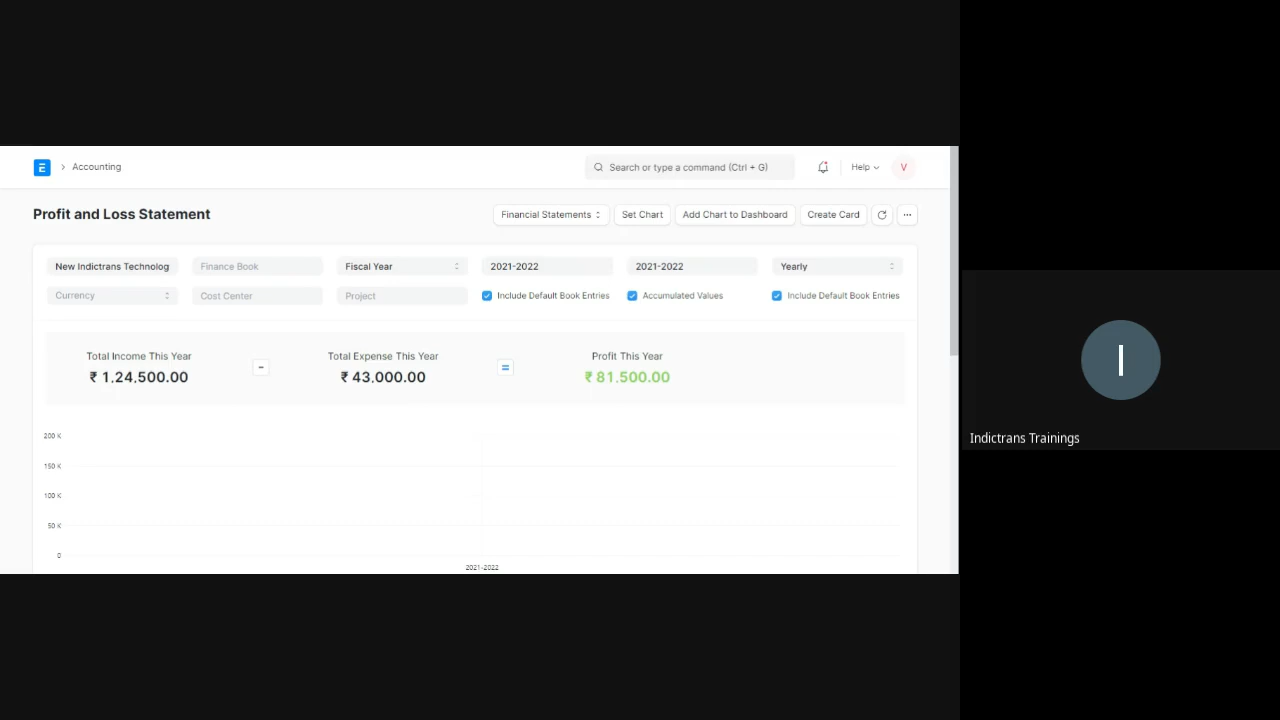 Accounting
Search or type a command (Ctrl + G)
Help
V
Profit and Loss Statement
Financial Statements
Set Chart
Add Chart to Dashboard
Create Card
New Indictrans Technolog
Finance Book
Fiscal Year
2021-2022
2021-2022
Yearly
Currency
Cost Center
Project
Include Default Book Entries
Accumulated Values
Include Default Book Entries
Total Income This Year
₹ 1,24,500.00
-
Total Expense This Year
₹ 43,000.00
=
Profit This Year
₹ 81,500.00
200 K
150 K
100 K
50 K
0
2021-2022
I
Indictrans Trainings